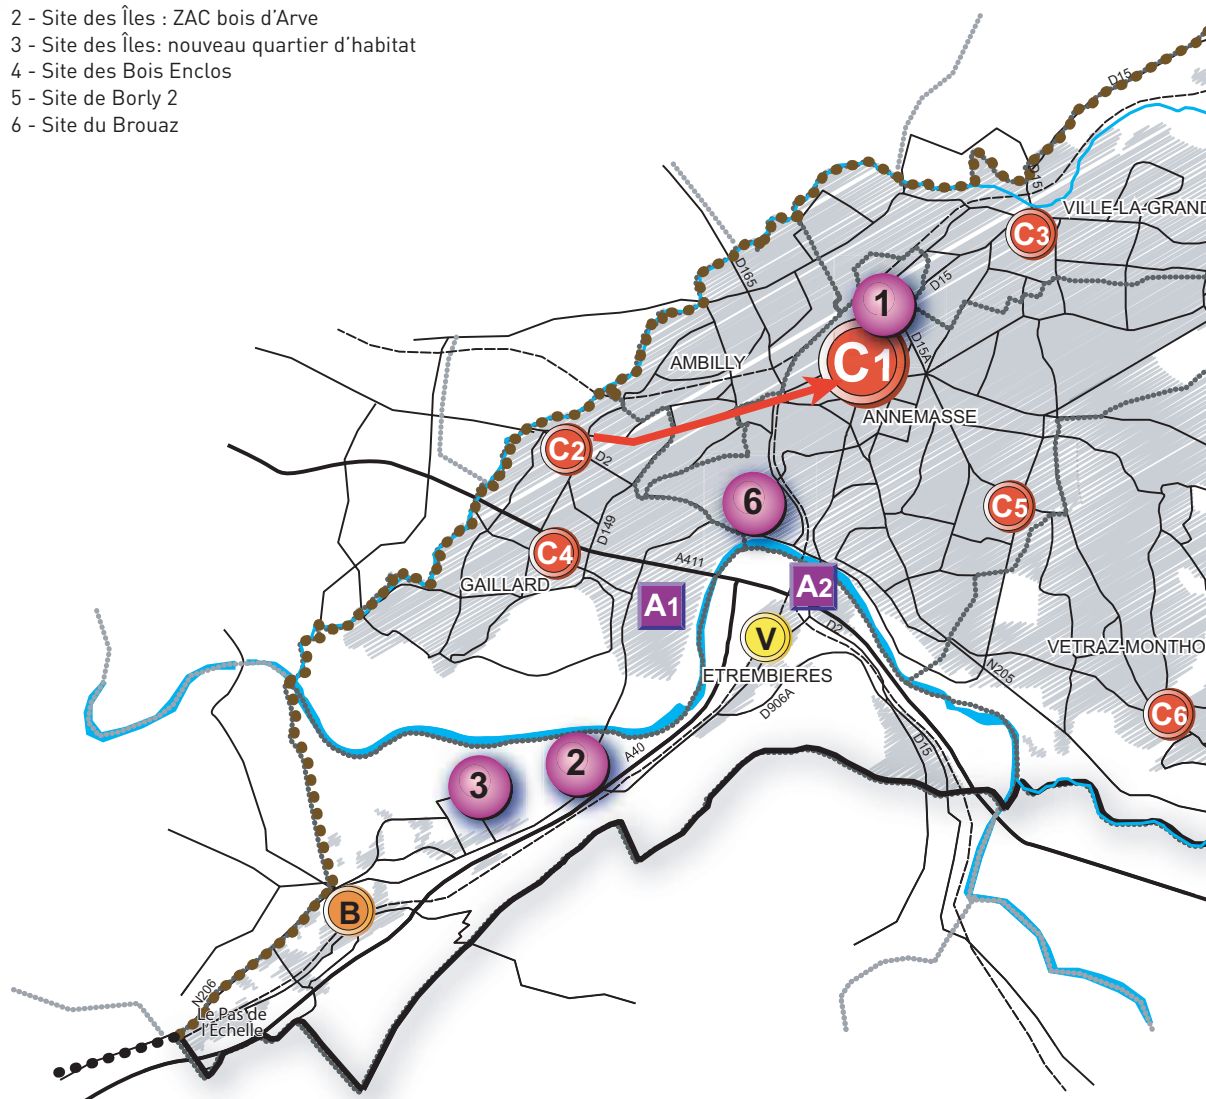 2 - Site des Îles : ZAC bois d'Arve
3 - Site des Îles: nouveau quartier d'habitat
4 - Site des Bois Enclos
5 - Site de Borly 2
6 - Site du Brouaz
D15
D15
VILLE-LA-GRAND
C3
D165
D15
1
D15A
AMBILLY
C1
ANNEMASSE
C2
D2
6
C5
D149
C4
A411
GAILLARD
A1
A2
V
D2
VETRAZ-MONTHO
N205
ETREMBIERES
D906A
C6
D15
A40
2
3
B
N206
Le Pas de
l'Échelle